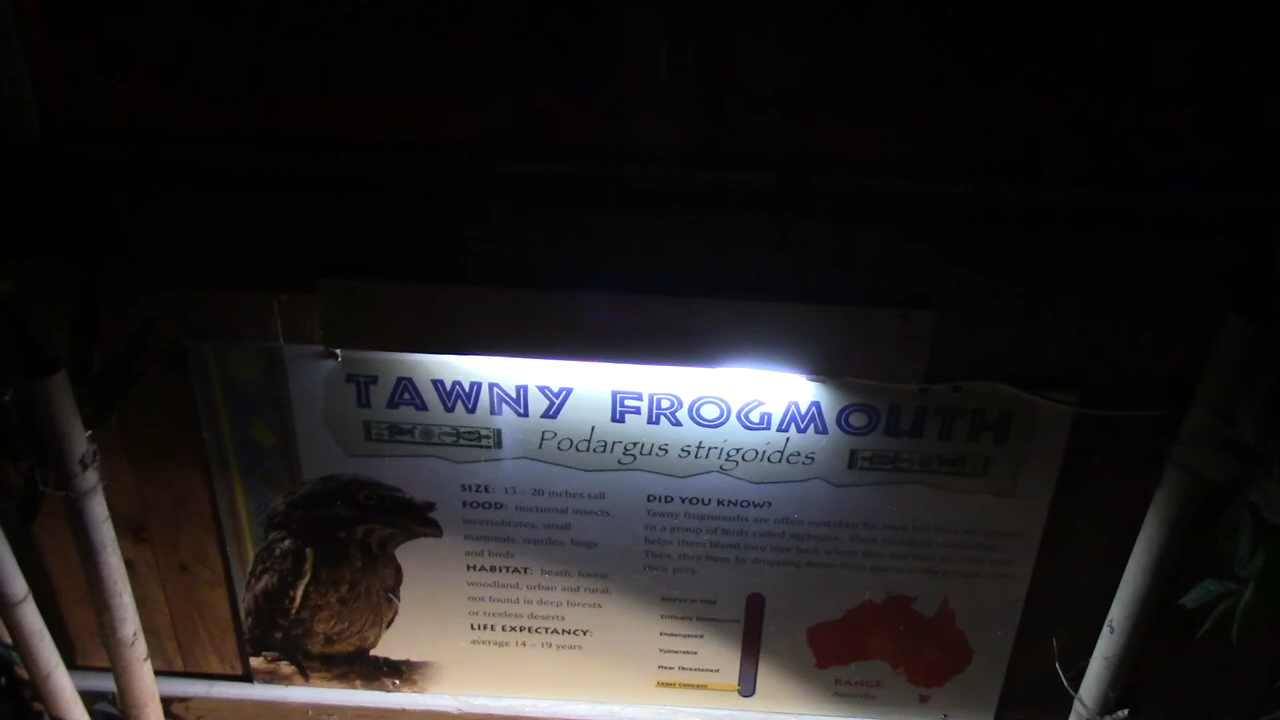 TAWNY FROGMOUTH
Podargus strigoides
SIZE: 13 - 20 inches tall
FOOD: nocturnal insects,
invertebrates, small
mammals, reptiles, frogs
and birds
HABITAT: heath, forest,
woodland, urban and rural;
not found in deep forests
or treeless deserts
LIFE EXPECTANCY:
average 14 - 19 years
DID YOU KNOW?
Tawny frogmouths are often mistaken for
to a group of birds called nightjars. Their
helps them blend into tree bark where they
Then, they hunt by dropping down from
their prey.
Critically Endangered
Endangered
Vulnerable
Near Threatened
Least Concern
RANGE:
Australia